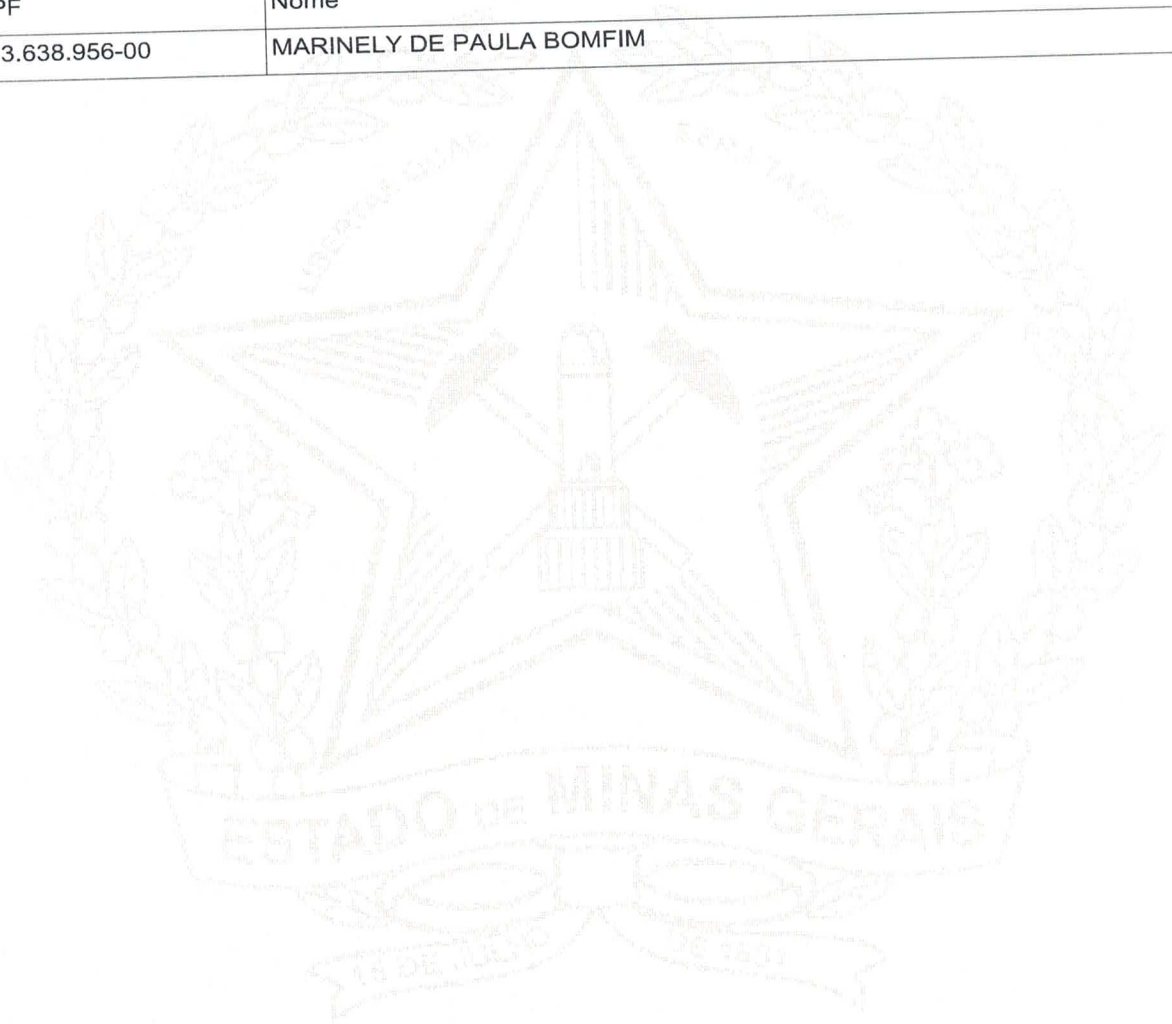 PF Nome
3.638.956-00 MARINELY DE PAULA BOMFIM
ESTADO DE MINAS GERAIS